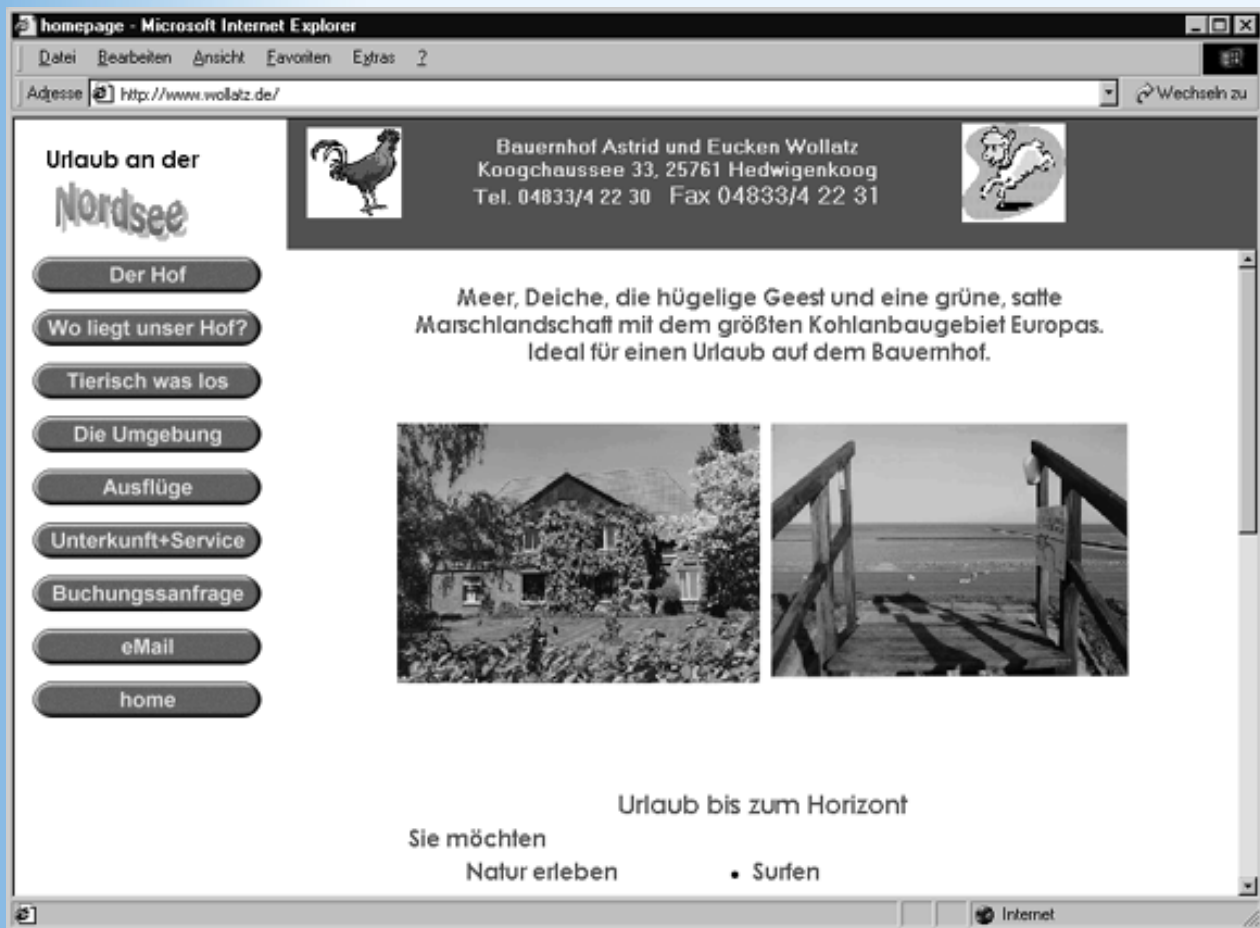 homepage - Microsoft Internet Explorer
Datei Bearbeiten Ansicht Favoriten Extras ?
Adresse http://www.wollatz.de/ Wechseln zu
Urlaub an der
Nordsee
Bauernhof Astrid und Eucken Wollatz
Koogchaussee 33, 25761 Hedwigenkoog
Tel. 04833/4 22 30 Fax 04833/4 22 31
Der Hof
Wo liegt unser Hof?
Tierisch was los
Die Umgebung
Ausflüge
Unterkunft+Service
Buchungssanfrage
eMail
home
Meer, Deiche, die hügelige Geest und eine grüne, satte
Marschlandschaft mit dem größten Kohlanbaugebiet Europas.
Ideal für einen Urlaub auf dem Bauernhof.
Urlaub bis zum Horizont
Sie möchten
Natur erleben • Surfen
Internet